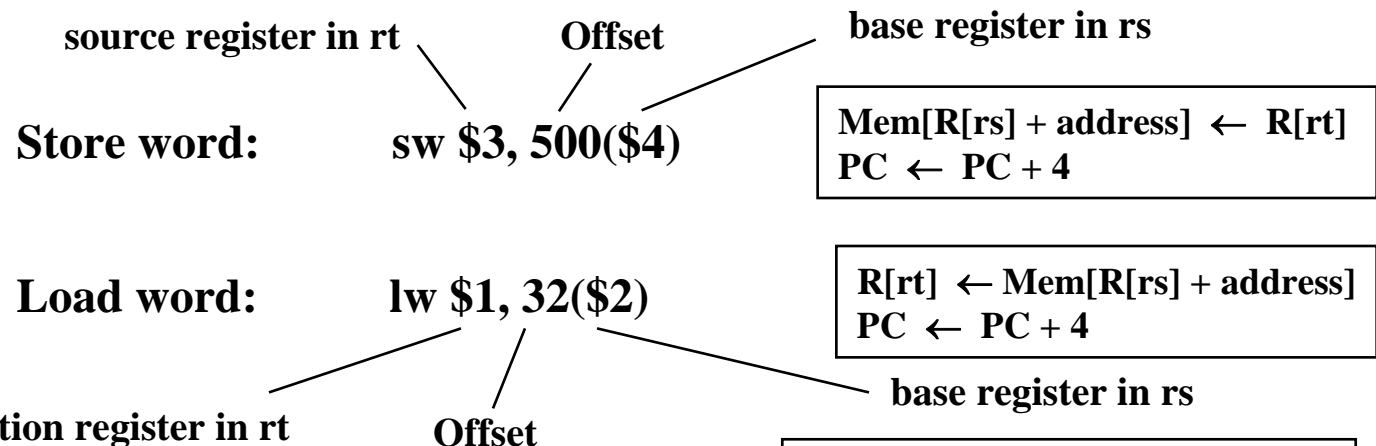 source register in rt Offset base register in rs
Store word: sw $3, 500($4)
Mem[R[rs] + address] ← R[rt]
PC ← PC + 4
Load word: lw $1, 32($2)
R[rt] ← Mem[R[rs] + address]
PC ← PC + 4
base register in rs
tion register in rt Offset